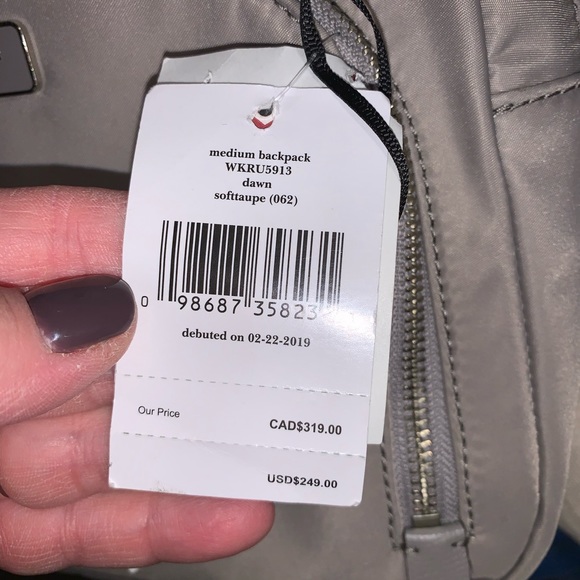 medium backpack
WKRU5913
dawn
softtaupe (062)
0 98687 35823
debuted on 02-22-2019
Our Price CAD$319.00
USD$249.00